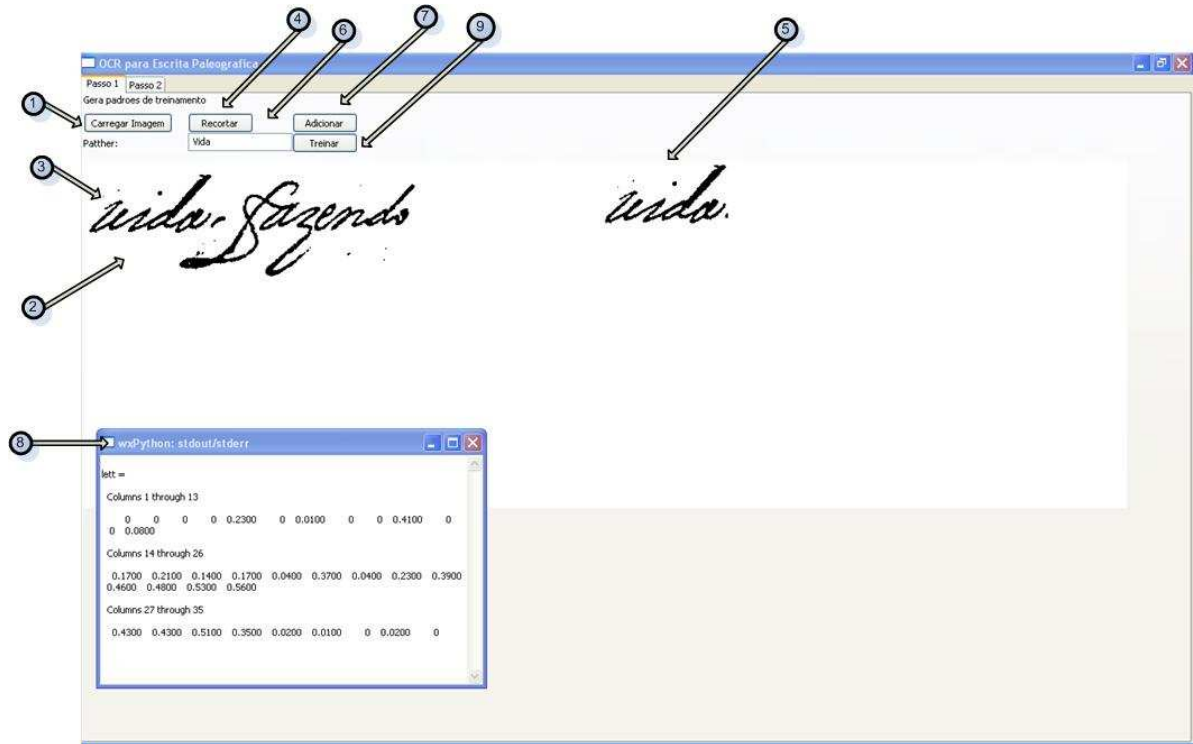 4 7 9 5
6
OCR para Escrita Paleografica
Passo 1 Passo 2
Gera padroes de treinamento
1
Carregar Imagem Recortar Adicionar
Patther: Vida Treinar
3
vida. fazendo vida.
2
8
wxPython: stdout/stderr
lett =
Columns 1 through 13
0 0 0 0 0.2300 0 0.0100 0 0 0.4100 0
0 0.0800
Columns 14 through 26
0.1700 0.2100 0.1400 0.1700 0.0400 0.3700 0.0400 0.2300 0.3900
0.4600 0.4800 0.5300 0.5600
Columns 27 through 35
0.4300 0.4300 0.5100 0.3500 0.0200 0.0100 0 0.0200 0